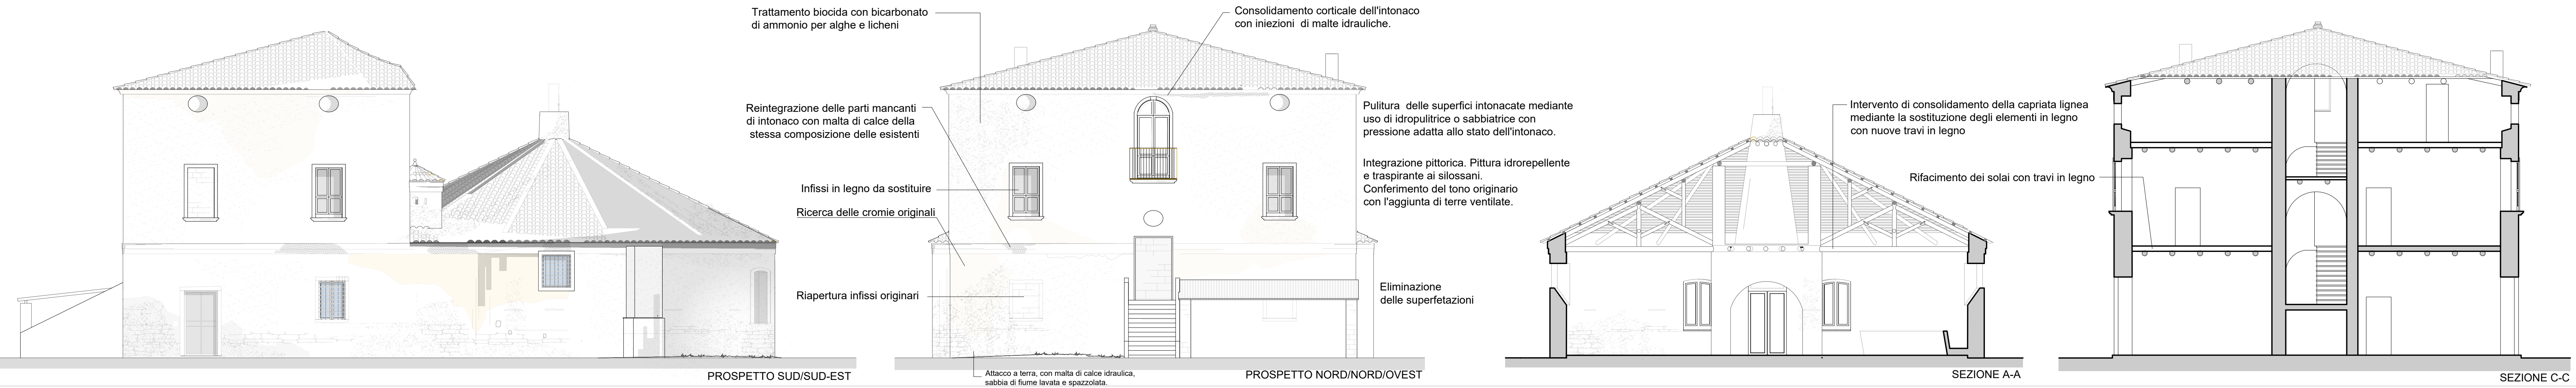 Trattamento biocida con bicarbonato
di ammonio per alghe e licheni
Reintegrazione delle parti mancanti
di intonaco con malta di calce della
stessa composizione delle esistenti
Infissi in legno da sostituire
Ricerca delle cromie originali
Riapertura infissi originari
PROSPETTO SUD/SUD-EST
Attacco a terra, con malta di calce idraulica,
sabbia di fiume lavata e spazzolata.
Consolidamento corticale dell'intonaco
con iniezioni di malte idrauliche.
Pulitura delle superfici intonacate mediante
uso di idropulitrice o sabbiatrice con
pressione adatta allo stato dell'intonaco.
Integrazione pittorica. Pittura idrorepellente
e traspirante ai silossani.
Conferimento del tono originario
con l'aggiunta di terre ventilate.
Eliminazione
delle superfetazioni
PROSPETTO NORD/NORD/OVEST
Intervento di consolidamento della capriata lignea
mediante la sostituzione degli elementi in legno
con nuove travi in legno
Rifacimento dei solai con travi in legno
SEZIONE A-A
SEZIONE C-C